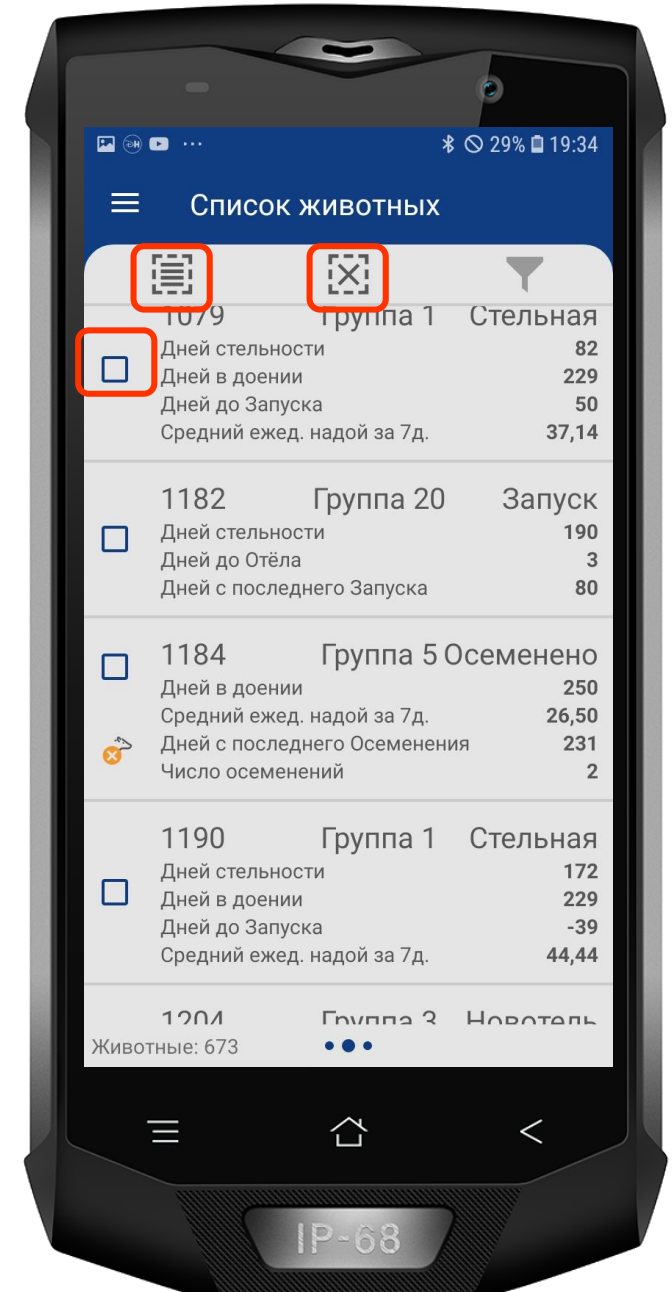 29% 19:34
Список животных
1079 Группа 1 Стельная
Дней стельности 82
Дней в доении 229
Дней до Запуска 50
Средний ежед. надой за 7д. 37,14
1182 Группа 20 Запуск
Дней стельности 190
Дней до Отёла 3
Дней с последнего Запуска 80
1184 Группа 5 Осеменено
Дней в доении 250
Средний ежед. надой за 7д. 26,50
Дней с последнего Осеменения 231
Число осеменений 2
1190 Группа 1 Стельная
Дней стельности 172
Дней в доении 229
Дней до Запуска -39
Средний ежед. надой за 7д. 44,44
1204 Группа 3 Новотель
Животные: 673
IP-68